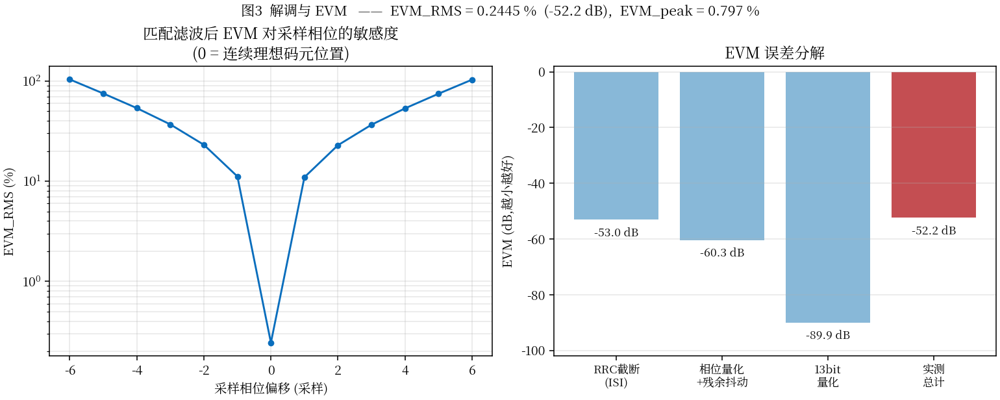 图3 解调与 EVM —— EVM_RMS = 0.2445 % (-52.2 dB), EVM_peak = 0.797 %
匹配滤波后 EVM 对采样相位的敏感度
(0 = 连续理想码元位置)
EVM_RMS (%)
10²
10¹
10⁰
-6 -4 -2 0 2 4 6
采样相位偏移 (采样)
EVM 误差分解
EVM (dB,越小越好)
0
-20
-40
-60
-80
-100
-53.0 dB
-60.3 dB
-89.9 dB
-52.2 dB
RRC截断
(ISI)
相位量化
+残余抖动
13bit
量化
实测
总计